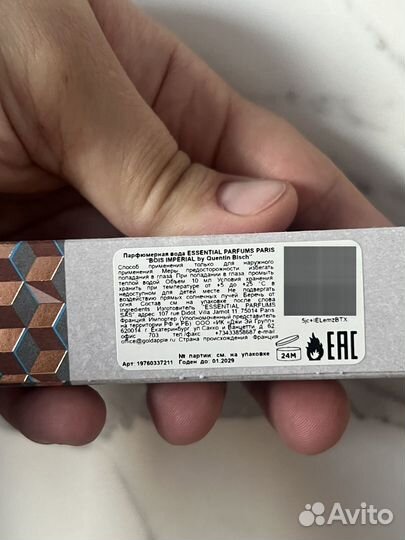 Парфюмерная вода ESSENTIAL PARFUMS PARIS
"BOIS IMPERIAL by Quentin Bisch"
Способ применения: только для наружного
применения. Меры предосторожности: избегать
попадания в глаза. При попадании в глаза промыть
теплой водой. Объем 10 мл. Условия хранения:
хранить при температуре от +5 до +25 °С в
недоступном для детей месте. Не подвергать
воздействию прямых солнечных лучей. Беречь от
огня. Состав: см. на упаковке после слова
Ingredients. Изготовитель: "ESSENTIAL PARFUMS
SAS", адрес: 107 rue Didot, Villa Jamot 11, 75014 Paris
Франция. Импортер (Уполномоченный представитель
на территории РФ и РБ): ООО «ИК «Джи Эй Групп»,
620014 г. Екатеринбург ул. Сакко и Ванцетти, д. 62,
офис 703 тел./факс: +73433858687 e-mail:
office@goldapple.ru Страна происхождения: Франция
№ партии: см. на упаковке
Арт: 19760337211 Годен до: 01.2029
5jc+IELemzBTX
24M
EAC
Avito